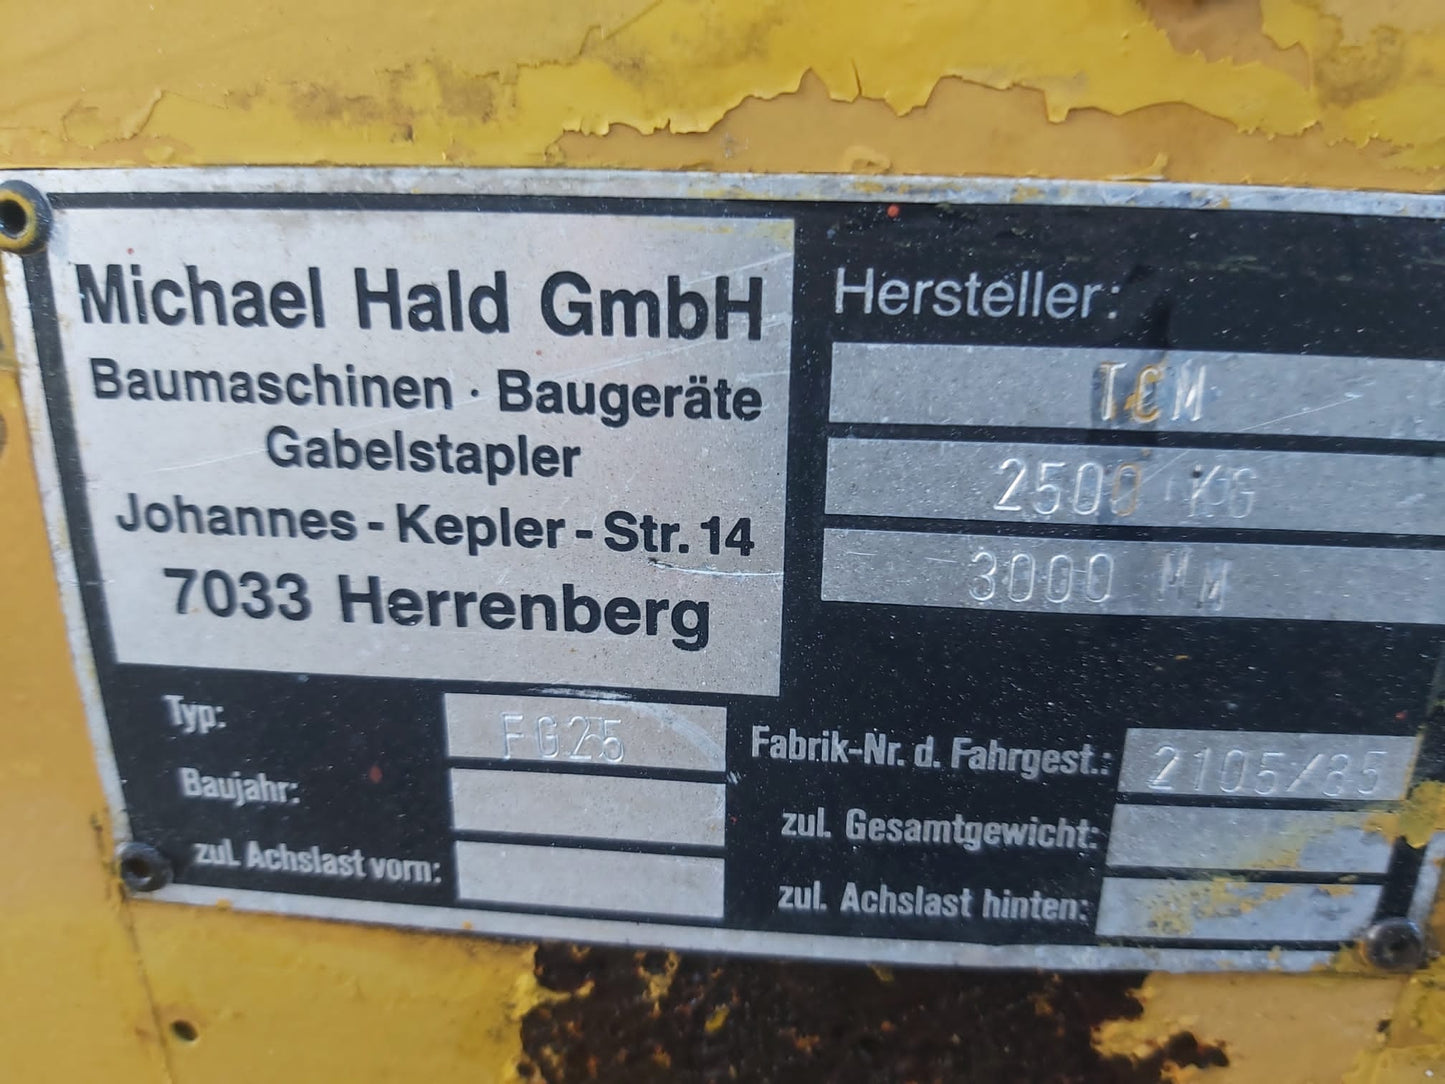 Michael Hald GmbH
Baumaschinen · Baugeräte
Gabelstapler
Johannes - Kepler - Str. 14
7033 Herrenberg
Hersteller:
TCM
2500 KG
3000 MM
Typ: FG25
Baujahr:
zul. Achslast vorn:
Fabrik-Nr. d. Fahrgest.: 2105/85
zul. Gesamtgewicht:
zul. Achslast hinten: